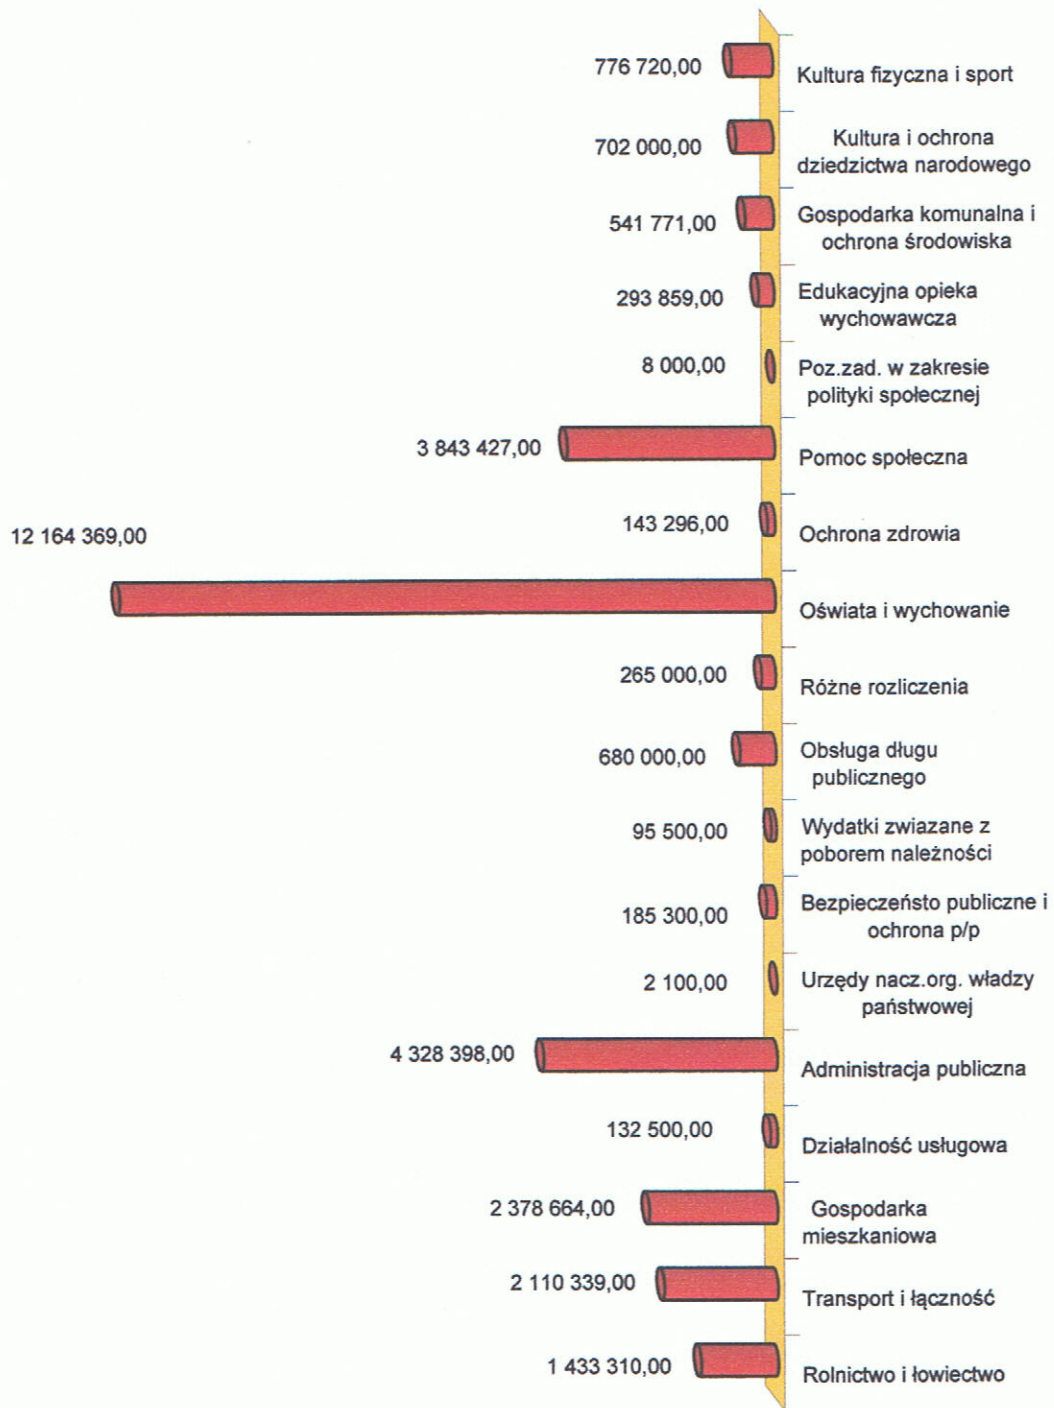 776 720,00 Kultura fizyczna i sport
702 000,00 Kultura i ochrona
dziedzictwa narodowego
541 771,00 Gospodarka komunalna i
ochrona środowiska
293 859,00 Edukacyjna opieka
wychowawcza
8 000,00 Poz.zad. w zakresie
polityki społecznej
3 843 427,00 Pomoc społeczna
143 296,00 Ochrona zdrowia
12 164 369,00
Oświata i wychowanie
265 000,00 Różne rozliczenia
680 000,00 Obsługa długu
publicznego
95 500,00 Wydatki zwiazane z
poborem należności
185 300,00 Bezpieczeństo publiczne i
ochrona p/p
2 100,00 Urzędy nacz.org. władzy
państwowej
4 328 398,00 Administracja publiczna
132 500,00 Działalność usługowa
2 378 664,00 Gospodarka
mieszkaniowa
2 110 339,00 Transport i łączność
1 433 310,00 Rolnictwo i łowiectwo